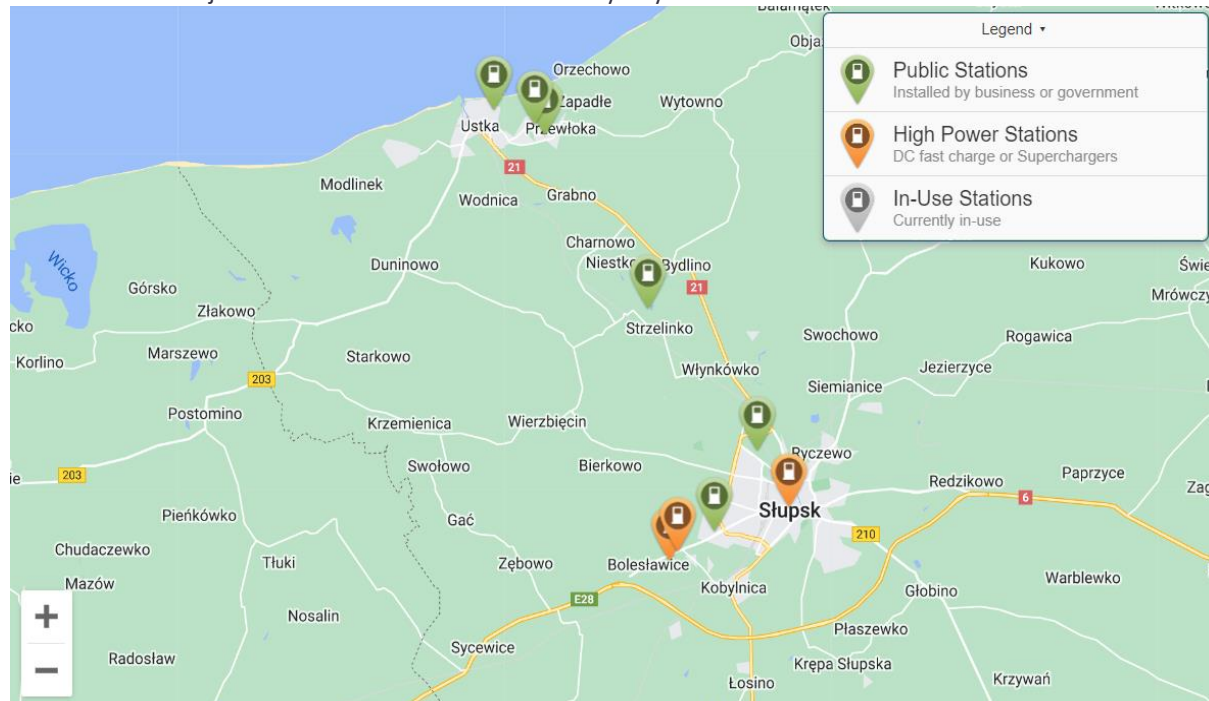 Legend ▾
Public Stations
Installed by business or government
High Power Stations
DC fast charge or Superchargers
In-Use Stations
Currently in-use
Orzechowo
Zapadłe
Wytowno
Ustka
Przewłoka
21
Modlinek
Wodnica
Grabno
Charnowo
Bydlino
Wicko
Duninowo
Kukowo
Górsko
21
Złakowo
Strzelinko
Swochowo
Rogawica
Korlino
Marszewo
Starkowo
Włynkówko
Jezierzyce
203
Siemianice
Postomino
Krzemienica
Wierzbięcin
Ryczewo
Swołowo
Bierkowo
203
Redzikowo
Paprzyce
6
Pieńkówko
Gać
Słupsk
210
Chudaczewko
Tłuki
Zębowo
Bolesławice
Mazów
Kobylnica
Głobino
Warblewko
+
E28
Nosalin
Płaszewko
Sycewice
Radosław
Krępa Słupska
−
Łosino
Krzywań